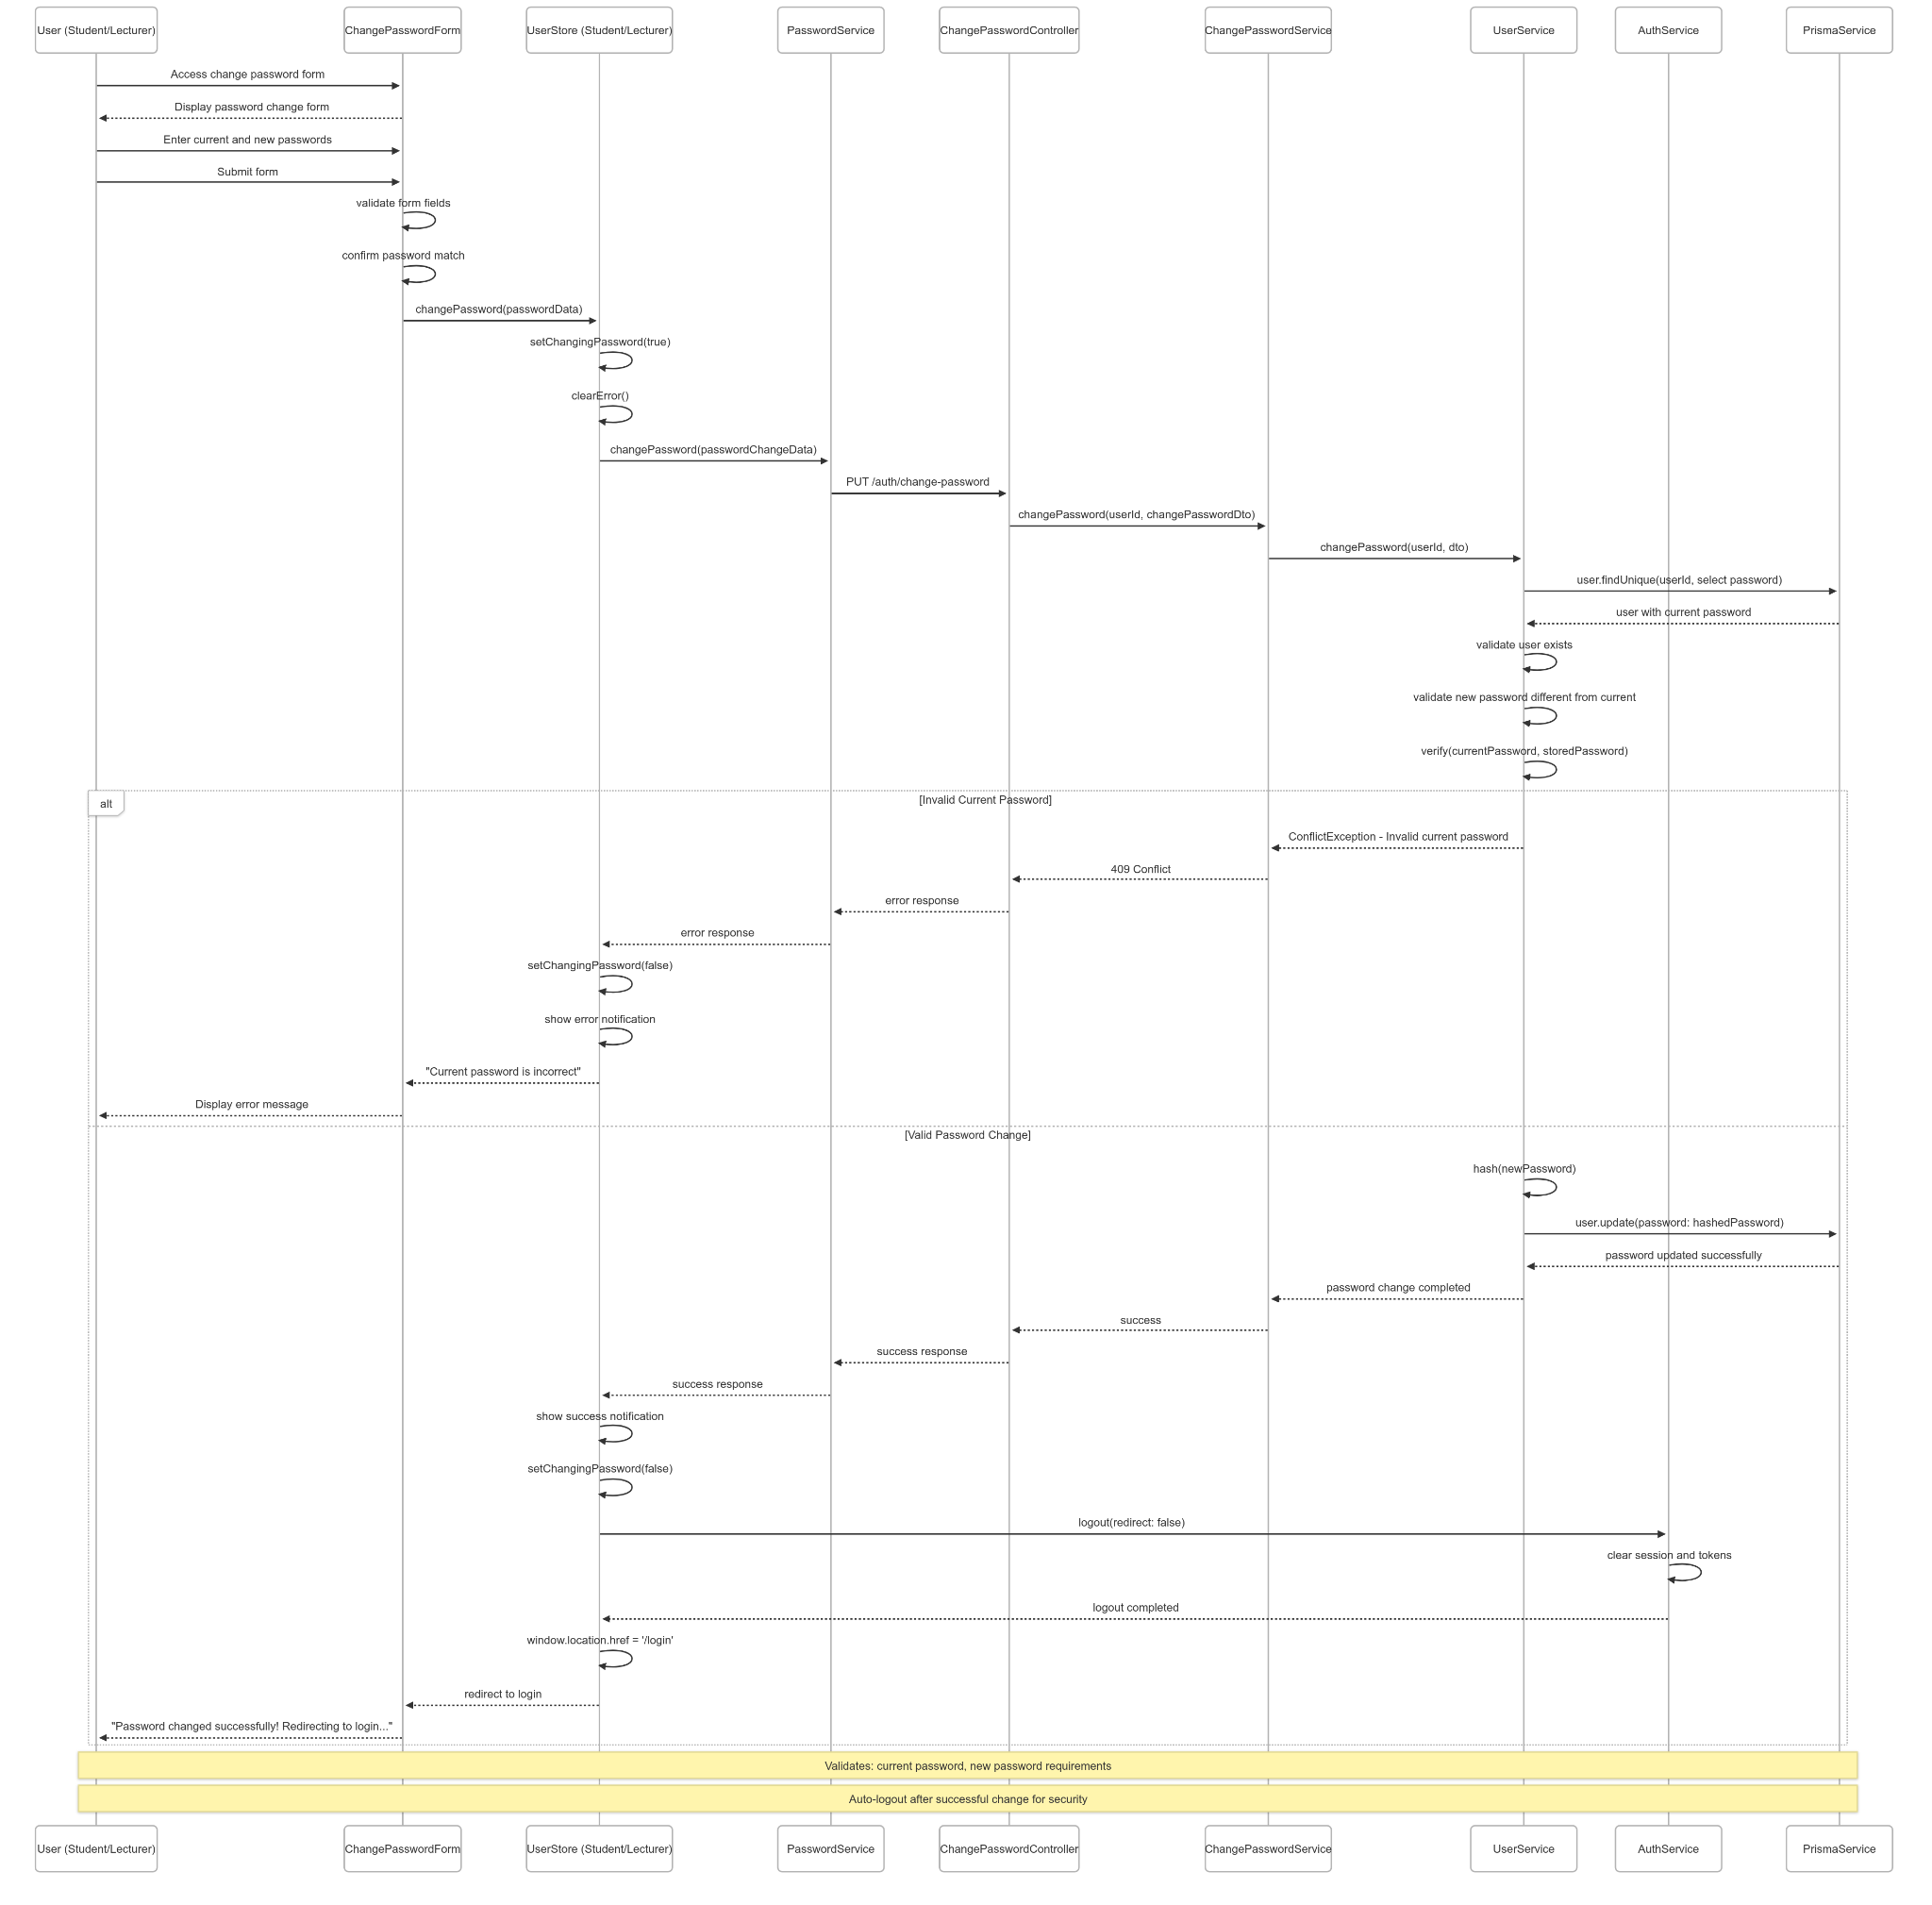 User (Student/Lecturer)
ChangePasswordForm
UserStore (Student/Lecturer)
PasswordService
ChangePasswordController
ChangePasswordService
UserService
AuthService
PrismaService
Access change password form
Display password change form
Enter current and new passwords
Submit form
validate form fields
confirm password match
changePassword(passwordData)
setChangingPassword(true)
clearError()
changePassword(passwordChangeData)
PUT /auth/change-password
changePassword(userId, changePasswordDto)
changePassword(userId, dto)
user.findUnique(userId, select password)
user with current password
validate user exists
validate new password different from current
verify(currentPassword, storedPassword)
alt
[Invalid Current Password]
ConflictException - Invalid current password
409 Conflict
error response
error response
setChangingPassword(false)
show error notification
"Current password is incorrect"
Display error message
[Valid Password Change]
hash(newPassword)
user.update(password: hashedPassword)
password updated successfully
password change completed
success
success response
success response
show success notification
setChangingPassword(false)
logout(redirect: false)
clear session and tokens
logout completed
window.location.href = '/login'
redirect to login
"Password changed successfully! Redirecting to login..."
Validates: current password, new password requirements
Auto-logout after successful change for security
User (Student/Lecturer)
ChangePasswordForm
UserStore (Student/Lecturer)
PasswordService
ChangePasswordController
ChangePasswordService
UserService
AuthService
PrismaService